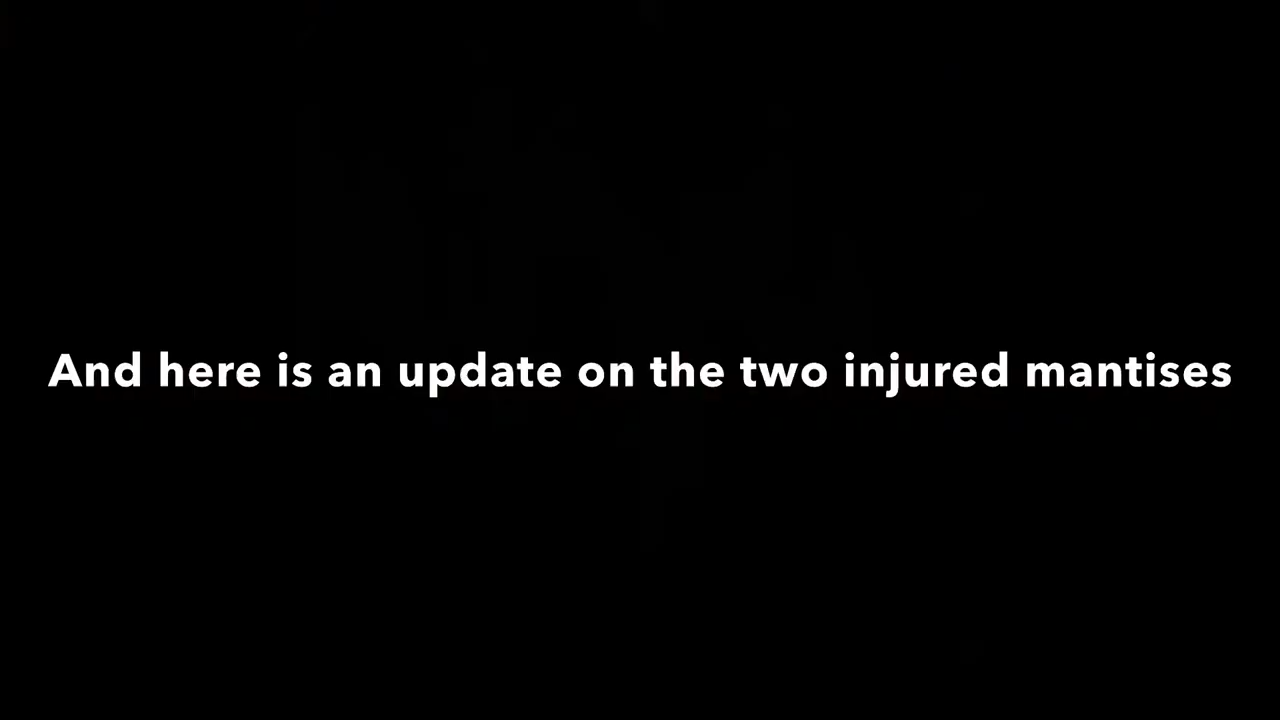 And here is an update on the two injured mantises